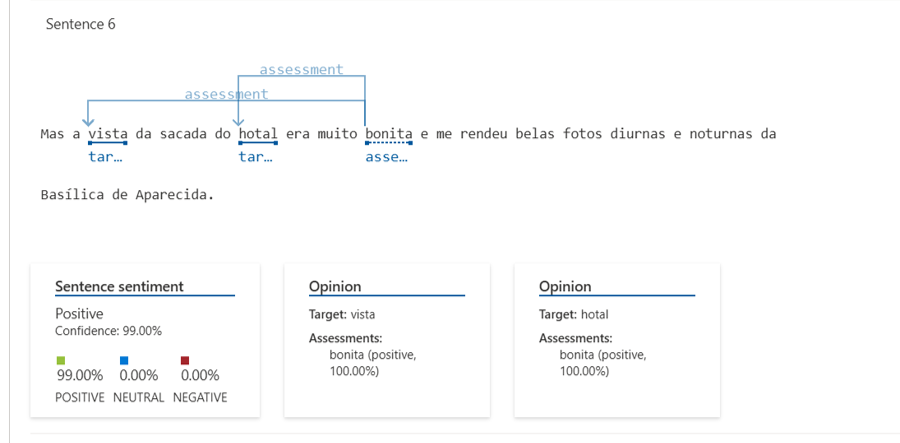 Sentence 6
assessment
assessment
Mas a vista da sacada do hotal era muito bonita e me rendeu belas fotos diurnas e noturnas da
tar… tar… asse…
Basílica de Aparecida.
Sentence sentiment
Positive
Confidence: 99.00%
99.00% 0.00% 0.00%
POSITIVE NEUTRAL NEGATIVE
Opinion
Target: vista
Assessments:
bonita (positive,
100.00%)
Opinion
Target: hotal
Assessments:
bonita (positive,
100.00%)